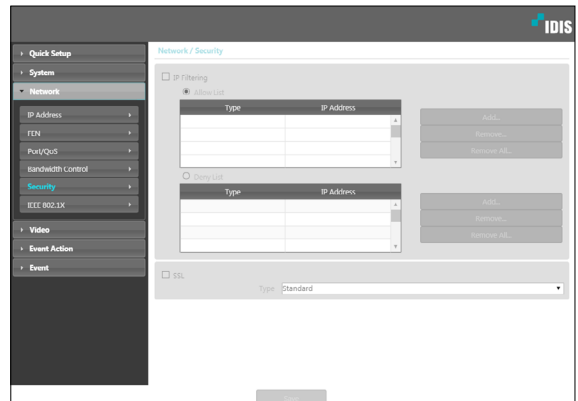 IDIS
Quick Setup
System
Network
IP Address
FEN
Port/QoS
Bandwidth Control
Security
IEEE 802.1X
Video
Event Action
Event
Network / Security
IP Filtering
Allow List
Type IP Address
Add...
Remove...
Remove All...
Deny List
Type IP Address
Add...
Remove...
Remove All...
SSL
Type Standard
Save